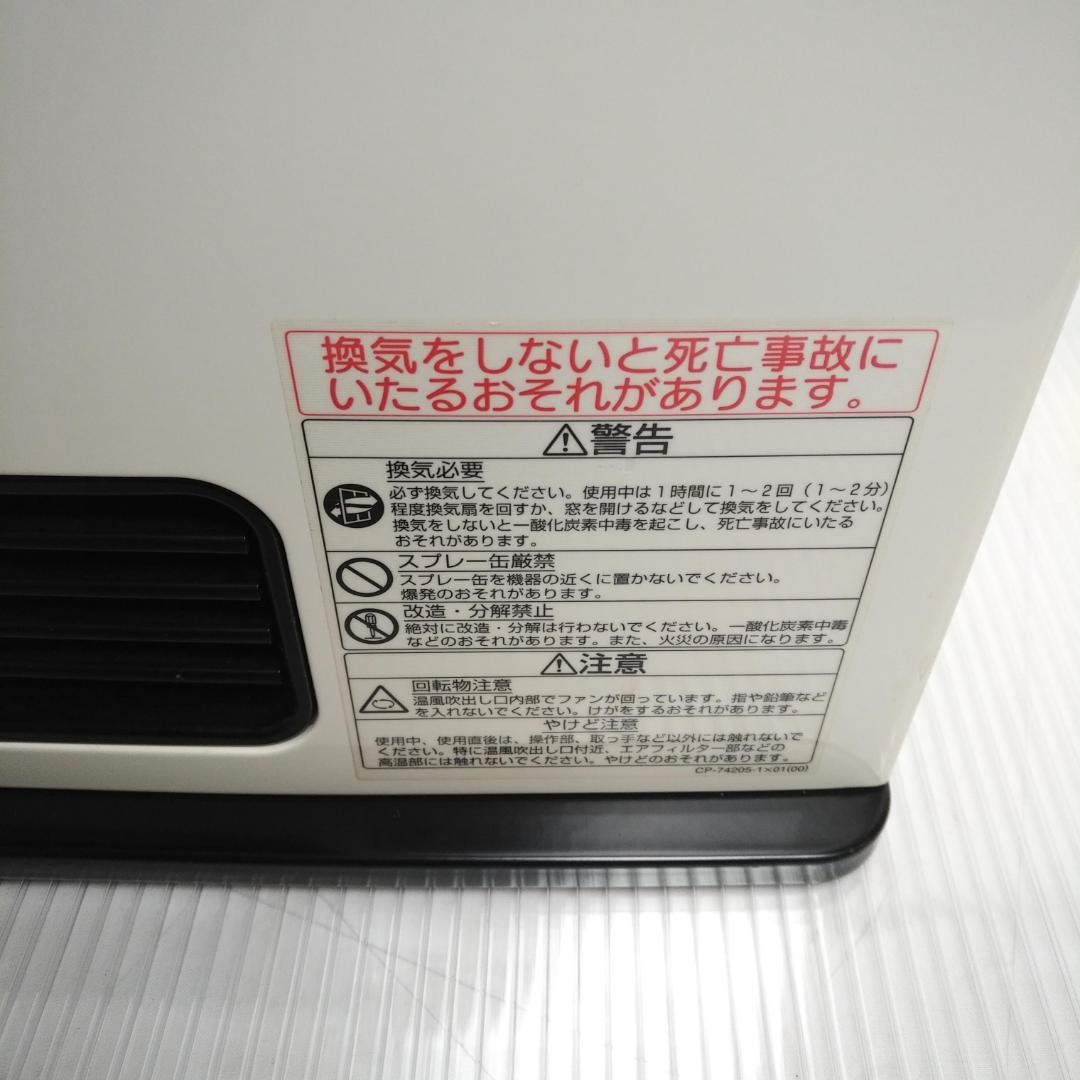 換気をしないと死亡事故に
いたるおそれがあります。
⚠警告
換気必要
必ず換気してください。使用中は1時間に1～2回（1～2分）
程度換気扇を回すか、窓を開けるなどして換気をしてください。
換気をしないと一酸化炭素中毒を起こし、死亡事故にいたる
おそれがあります。
スプレー缶厳禁
スプレー缶を機器の近くに置かないでください。
爆発のおそれがあります。
改造・分解禁止
絶対に改造・分解は行わないでください。一酸化炭素中毒
などのおそれがあります。また、火災の原因になります。
⚠注意
回転物注意
温風吹出し口内部でファンが回っています。指や鉛筆など
を入れないでください。けがをするおそれがあります。
やけど注意
使用中、使用直後は、操作部、取っ手など以外には触れないで
ください。特に温風吹出し口付近、エアフィルター部などの
高温部には触れないでください。やけどのおそれがあります。
CP-74205-1×01(00)